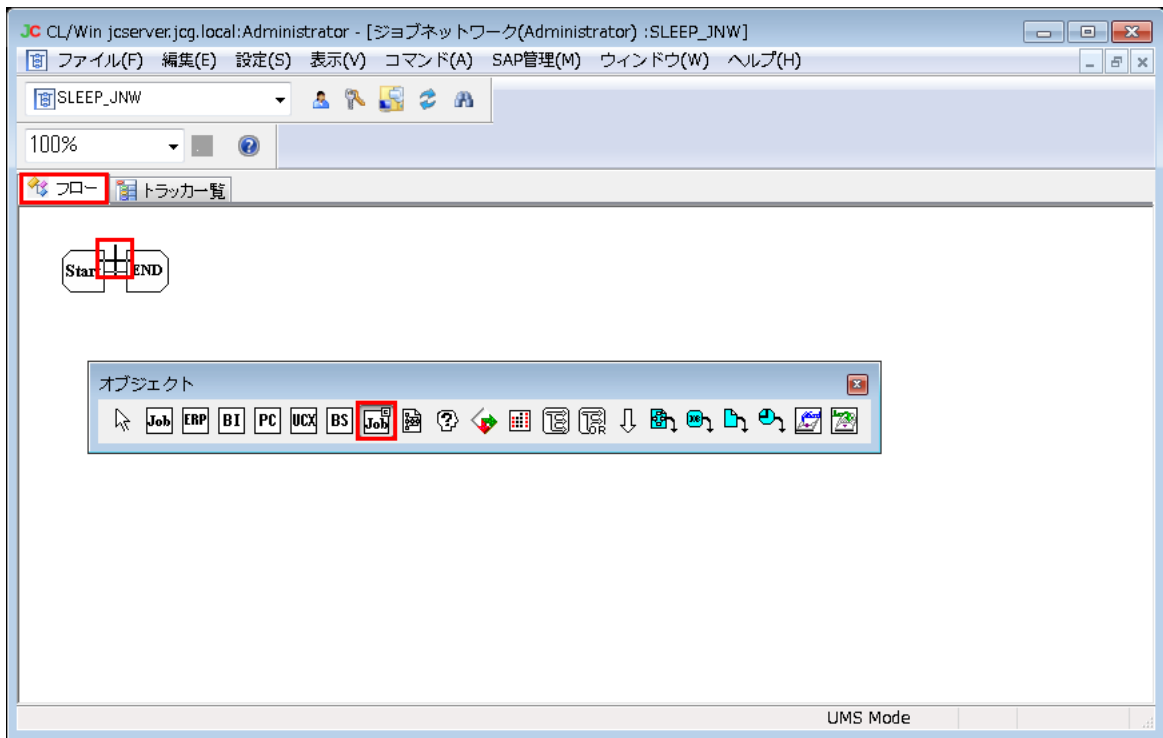 JC CL/Win jcserver.jcg.local:Administrator - [ジョブネットワーク(Administrator) :SLEEP_JNW]
ファイル(F) 編集(E) 設定(S) 表示(V) コマンド(A) SAP管理(M) ウィンドウ(W) ヘルプ(H)
SLEEP_JNW
100%
フロー トラッカ一覧
Start END
オブジェクト
Job ERP BI PC UCX BS Job
UMS Mode